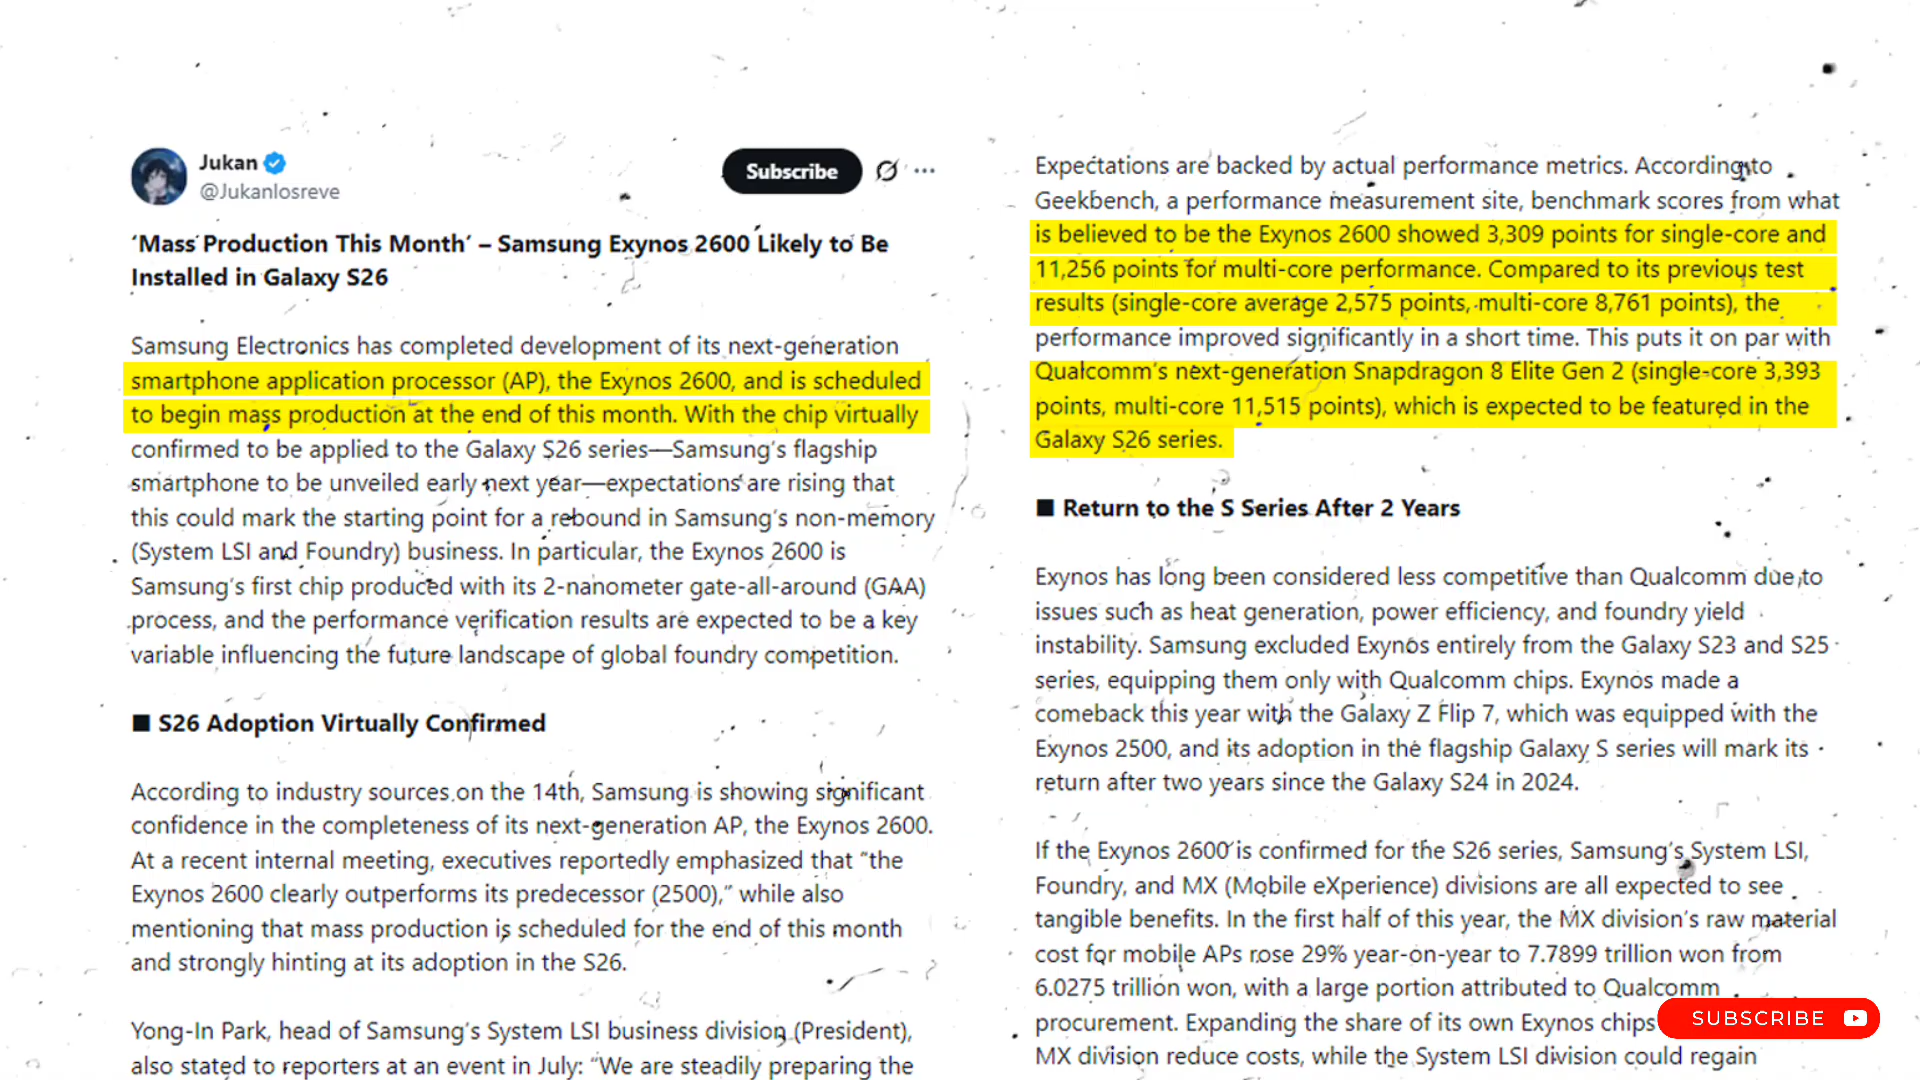 Jukan
@Jukanlosreve
Subscribe
‘Mass Production This Month’ – Samsung Exynos 2600 Likely to Be
Installed in Galaxy S26
Samsung Electronics has completed development of its next-generation
smartphone application processor (AP), the Exynos 2600, and is scheduled
to begin mass production at the end of this month. With the chip virtually
confirmed to be applied to the Galaxy S26 series—Samsung’s flagship
smartphone to be unveiled early next year—expectations are rising that
this could mark the starting point for a rebound in Samsung’s non-memory
(System LSI and Foundry) business. In particular, the Exynos 2600 is
Samsung’s first chip produced with its 2-nanometer gate-all-around (GAA)
process, and the performance verification results are expected to be a key
variable influencing the future landscape of global foundry competition.
■ S26 Adoption Virtually Confirmed
According to industry sources on the 14th, Samsung is showing significant
confidence in the completeness of its next-generation AP, the Exynos 2600.
At a recent internal meeting, executives reportedly emphasized that “the
Exynos 2600 clearly outperforms its predecessor (2500),” while also
mentioning that mass production is scheduled for the end of this month
and strongly hinting at its adoption in the S26.
Yong-In Park, head of Samsung’s System LSI business division (President),
also stated to reporters at an event in July: “We are steadily preparing the
Expectations are backed by actual performance metrics. According to
Geekbench, a performance measurement site, benchmark scores from what
is believed to be the Exynos 2600 showed 3,309 points for single-core and
11,256 points for multi-core performance. Compared to its previous test
results (single-core average 2,575 points, multi-core 8,761 points), the
performance improved significantly in a short time. This puts it on par with
Qualcomm’s next-generation Snapdragon 8 Elite Gen 2 (single-core 3,393
points, multi-core 11,515 points), which is expected to be featured in the
Galaxy S26 series.
■ Return to the S Series After 2 Years
Exynos has long been considered less competitive than Qualcomm due to
issues such as heat generation, power efficiency, and foundry yield
instability. Samsung excluded Exynos entirely from the Galaxy S23 and S25
series, equipping them only with Qualcomm chips. Exynos made a
comeback this year with the Galaxy Z Flip 7, which was equipped with the
Exynos 2500, and its adoption in the flagship Galaxy S series will mark its
return after two years since the Galaxy S24 in 2024.
If the Exynos 2600 is confirmed for the S26 series, Samsung’s System LSI,
Foundry, and MX (Mobile eXperience) divisions are all expected to see
tangible benefits. In the first half of this year, the MX division’s raw material
cost for mobile APs rose 29% year-on-year to 7.7899 trillion won from
6.0275 trillion won, with a large portion attributed to Qualcomm
procurement. Expanding the share of its own Exynos chips
MX division reduce costs, while the System LSI division could regain
SUBSCRIBE